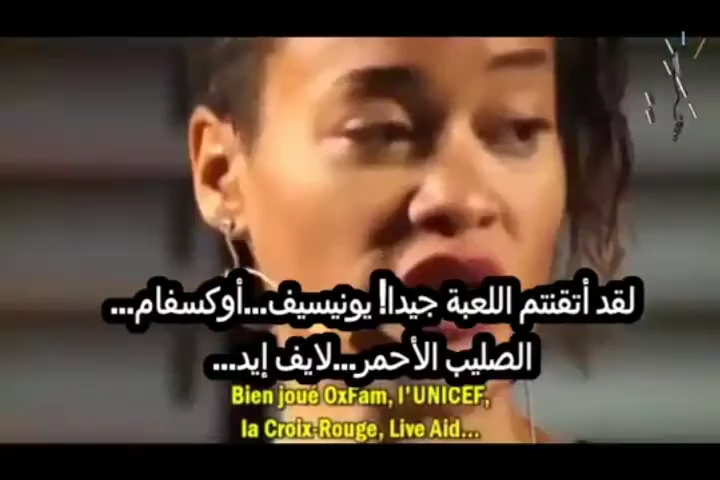 لقد أتقنتم اللعبة جيدا! يونيسيف...أوكسفام...
الصليب الأحمر...لايف إيد...
Bien joué OxFam, l'UNICEF,
la Croix-Rouge, Live Aid...